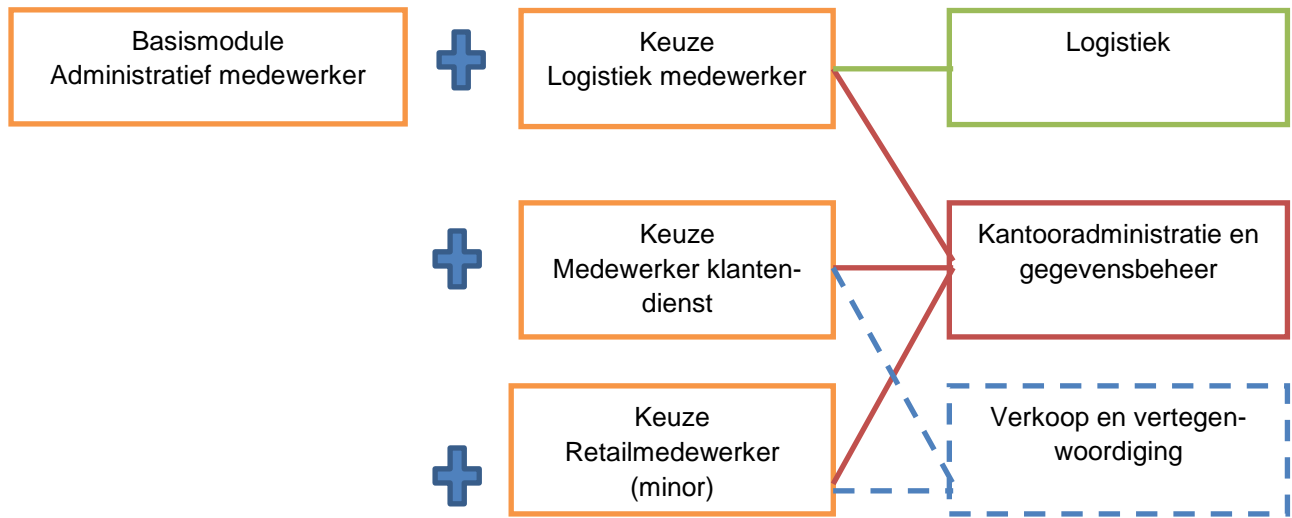 Basismodule
Administratief medewerker
Keuze
Logistiek medewerker
Logistiek
Keuze
Medewerker klanten-
dienst
Kantooradministratie en
gegevensbeheer
Keuze
Retailmedewerker
(minor)
Verkoop en vertegen-
woordiging